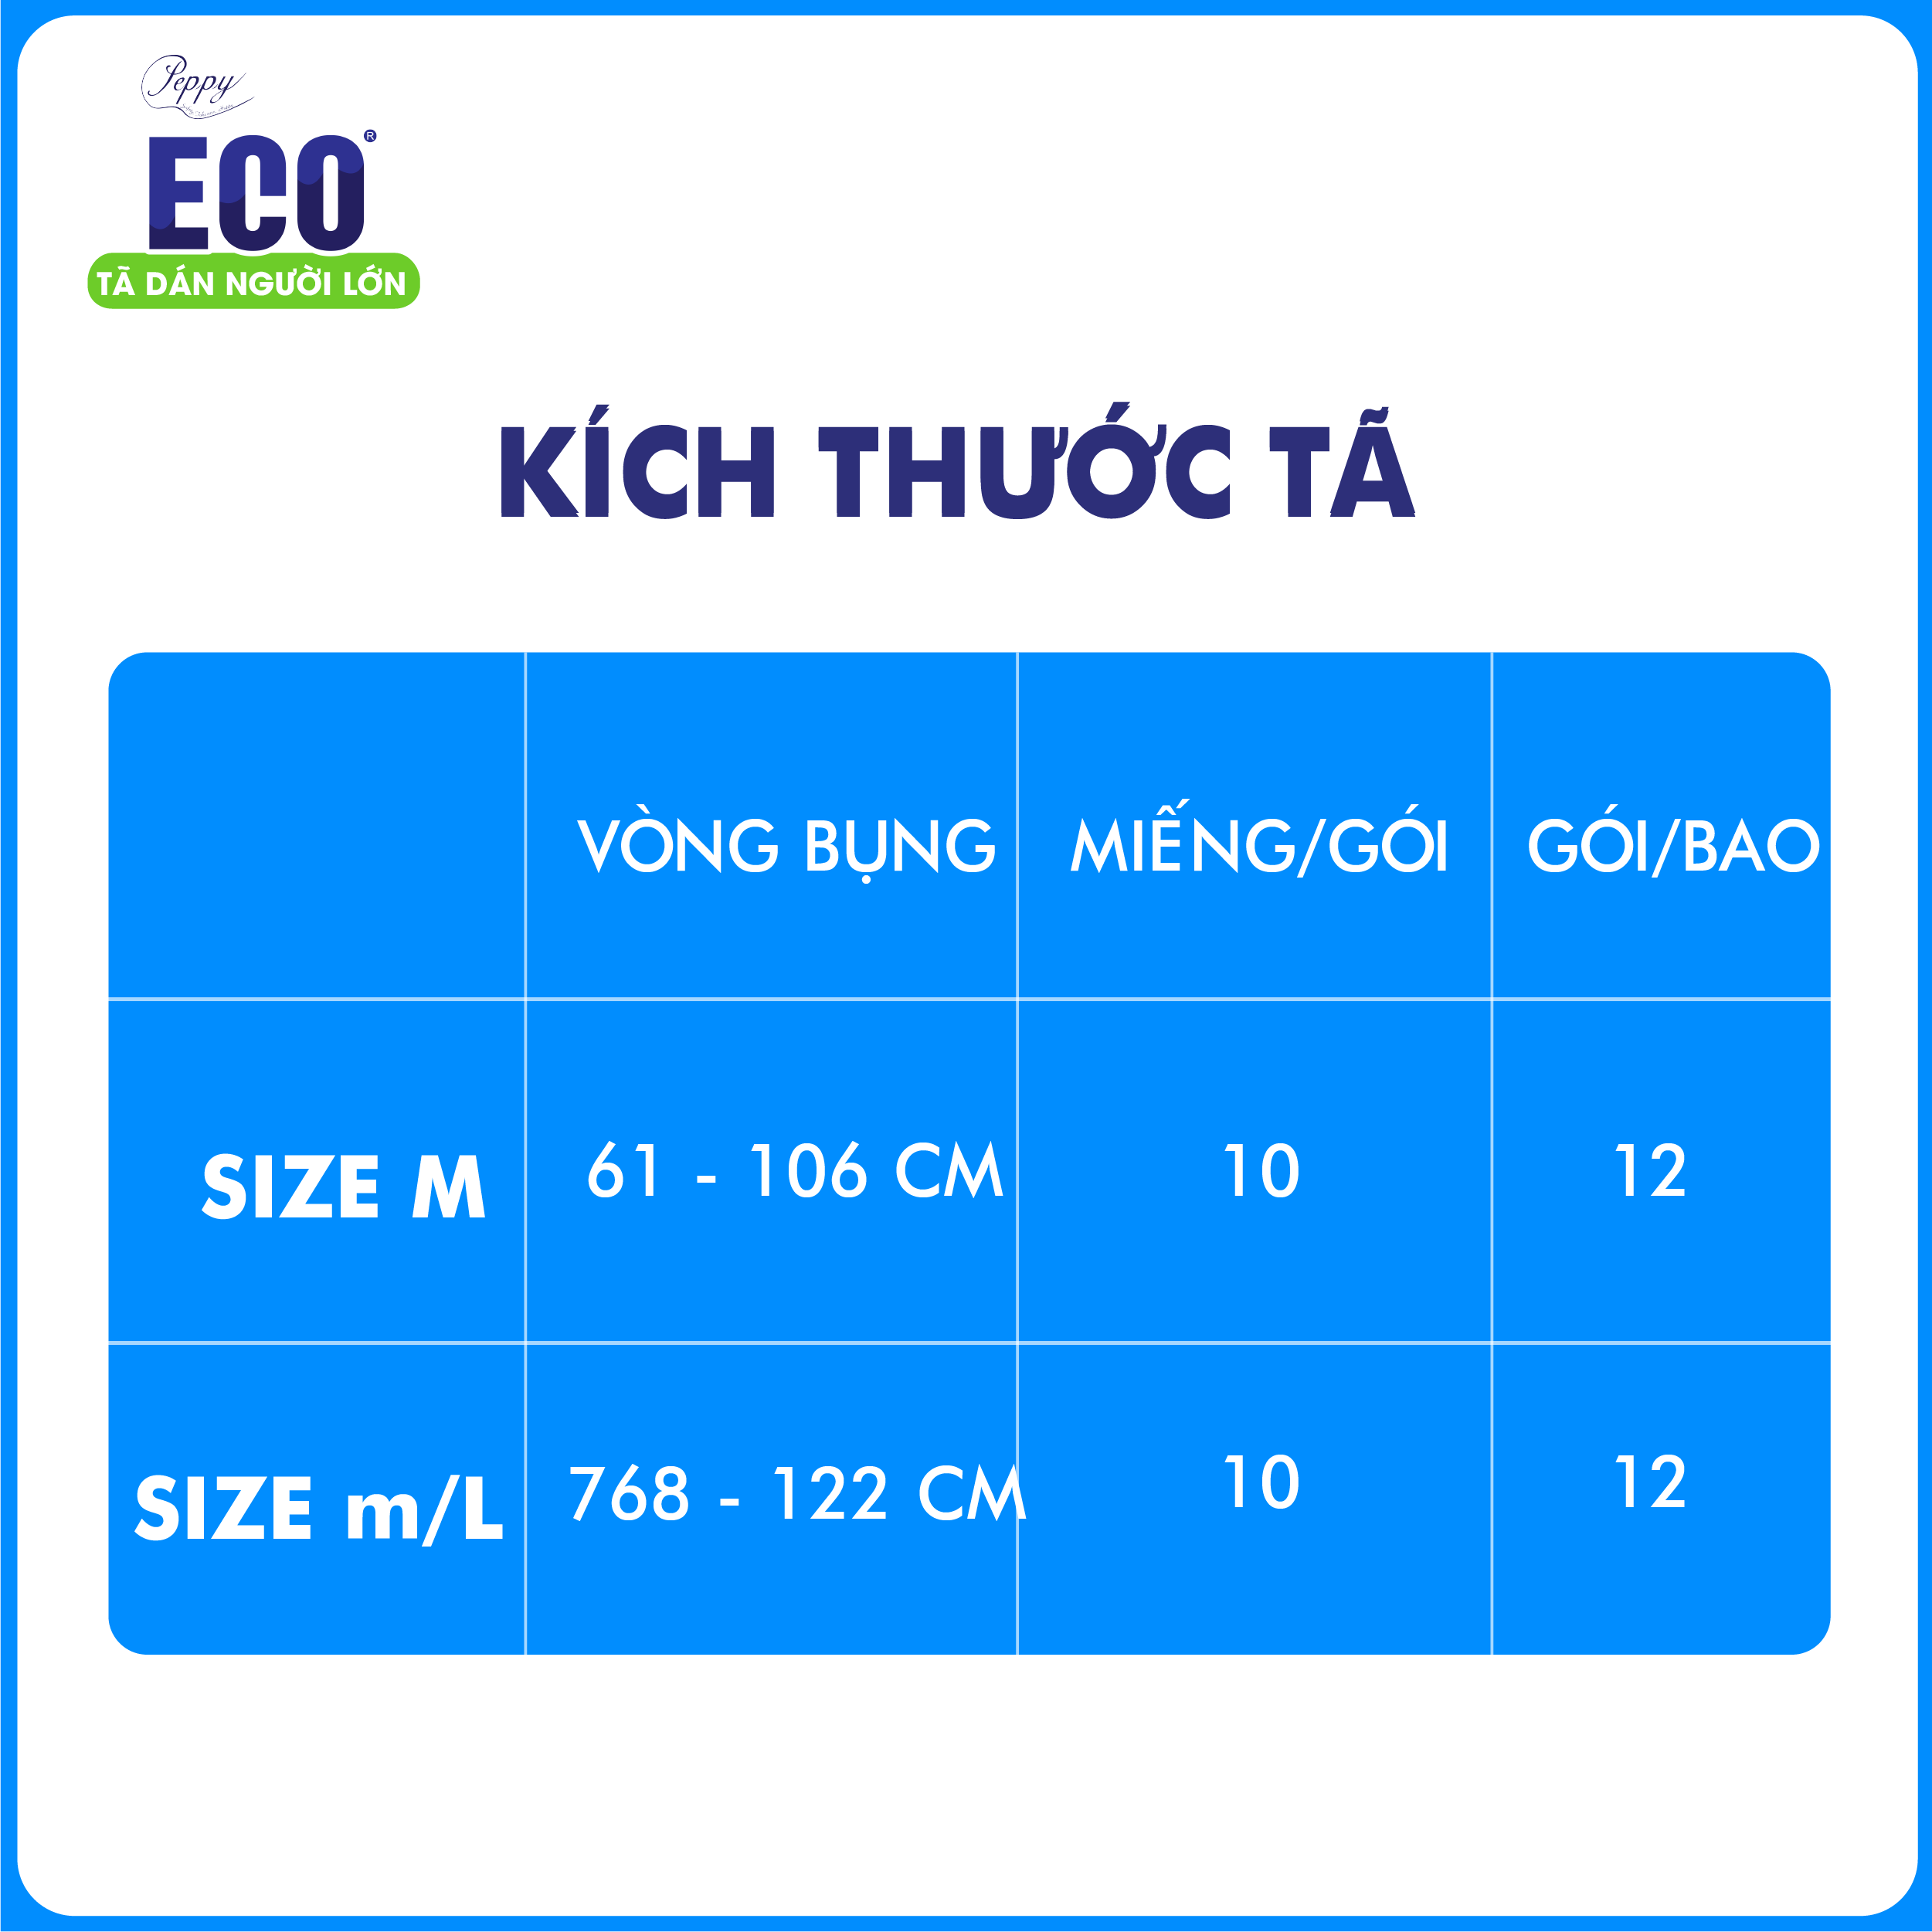 Peppy
ECO®
TÃ DÁN NGƯỜI LỚN
KÍCH THƯỚC TÃ
VÒNG BỤNG MIẾNG/GÓI GÓI/BAO
SIZE M 61 - 106 CM 10 12
SIZE m/L 768 - 122 CM 10 12